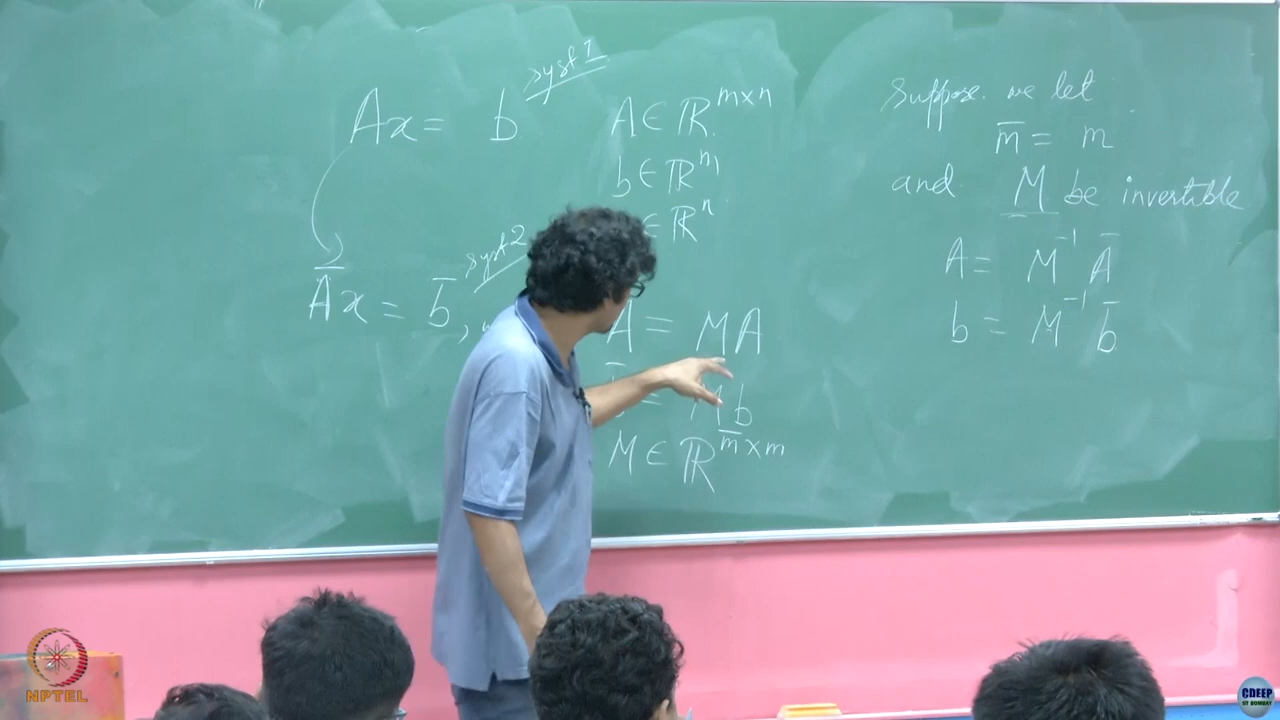 Ax = b syst 1
A ∈ ℝ^{m×n}
b ∈ ℝ^{m}
∈ ℝ^{n}
A̅x = b̅, syst 2
A̅ = MA
= Mb
M ∈ ℝ^{m̅×m}
Suppose we let
m̅ = m
and M be invertible
A = M^{-1} A̅
b = M^{-1} b̅
NPTEL
CDEEP
IIT BOMBAY